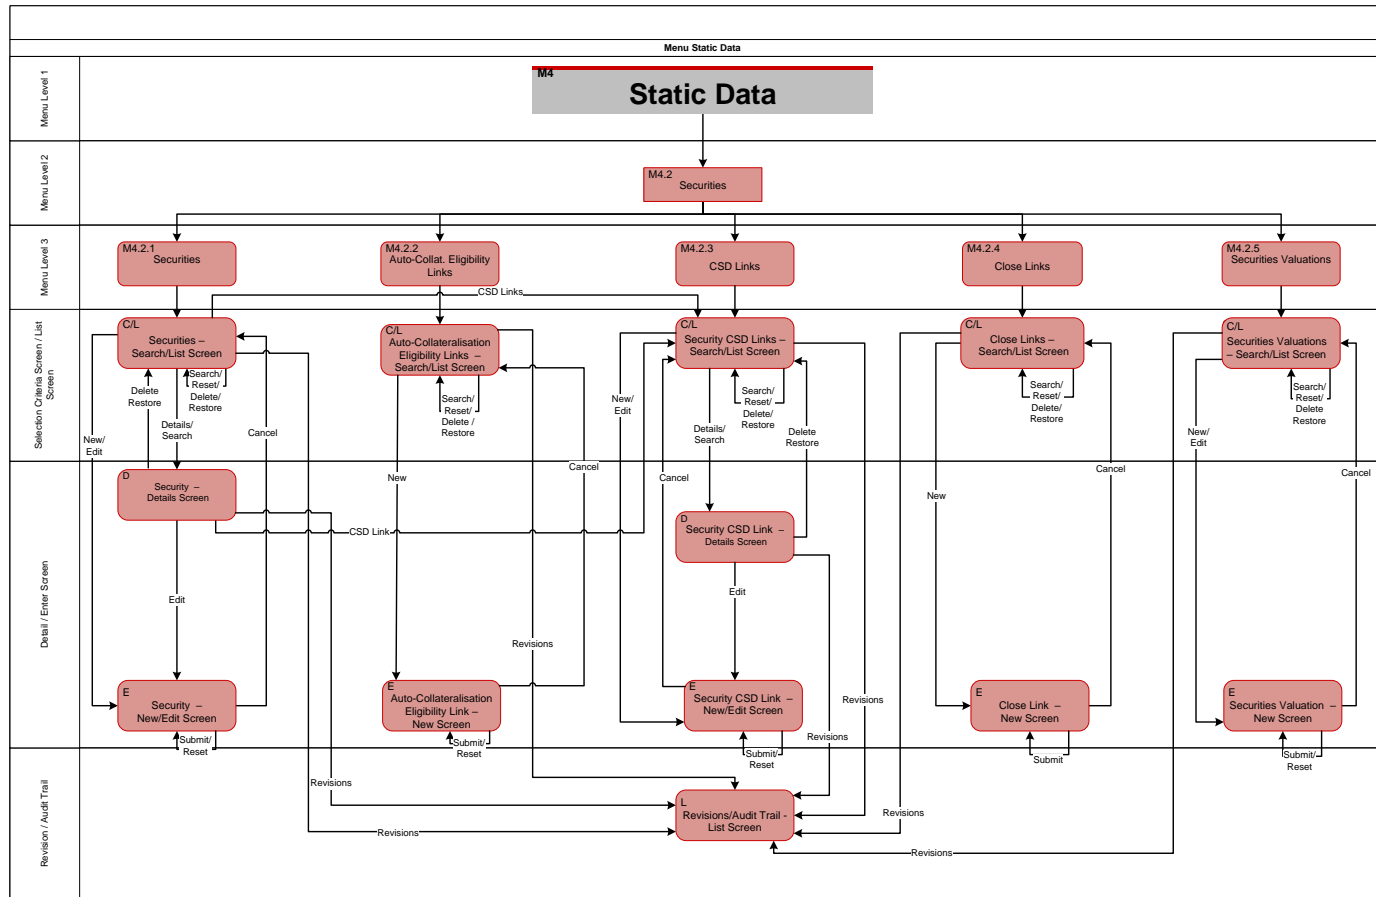 Menu Static Data
Menu Level 1
M4
Static Data
Menu Level 2
M4.2
Securities
Menu Level 3
M4.2.1
Securities
M4.2.2
Auto-Collat. Eligibility
Links
M4.2.3
CSD Links
M4.2.4
Close Links
M4.2.5
Securities Valuations
CSD Links
Selection Criteria Screen / List
Screen
C/L
Securities –
Search/List Screen
C/L
Auto-Collateralisation
Eligibility Links –
Search/List Screen
C/L
Security CSD Links –
Search/List Screen
C/L
Close Links –
Search/List Screen
C/L
Securities Valuations
– Search/List Screen
Delete
Restore
Search/
Reset/
Delete/
Restore
Details/
Search
New/
Edit
Cancel
Search/
Reset/
Delete /
Restore
New/
Edit
Details/
Search
Search/
Reset/
Delete/
Restore
Delete
Restore
Search/
Reset/
Delete/
Restore
Search/
Reset/
Delete
Restore
New/
Edit
Detail / Enter Screen
D
Security –
Details Screen
New
Cancel
Cancel
New
Cancel
Cancel
CSD Link
D
Security CSD Link –
Details Screen
Edit
Edit
Revisions
E
Security –
New/Edit Screen
E
Auto-Collateralisation
Eligibility Link –
New Screen
E
Security CSD Link –
New/Edit Screen
E
Close Link –
New Screen
E
Securities Valuation –
New Screen
Revisions
Revisions
Submit/
Reset
Submit/
Reset
Submit/
Reset
Submit
Submit/
Reset
Revision / Audit Trail
Revisions
Revisions
L
Revisions/Audit Trail -
List Screen
Revisions
Revisions